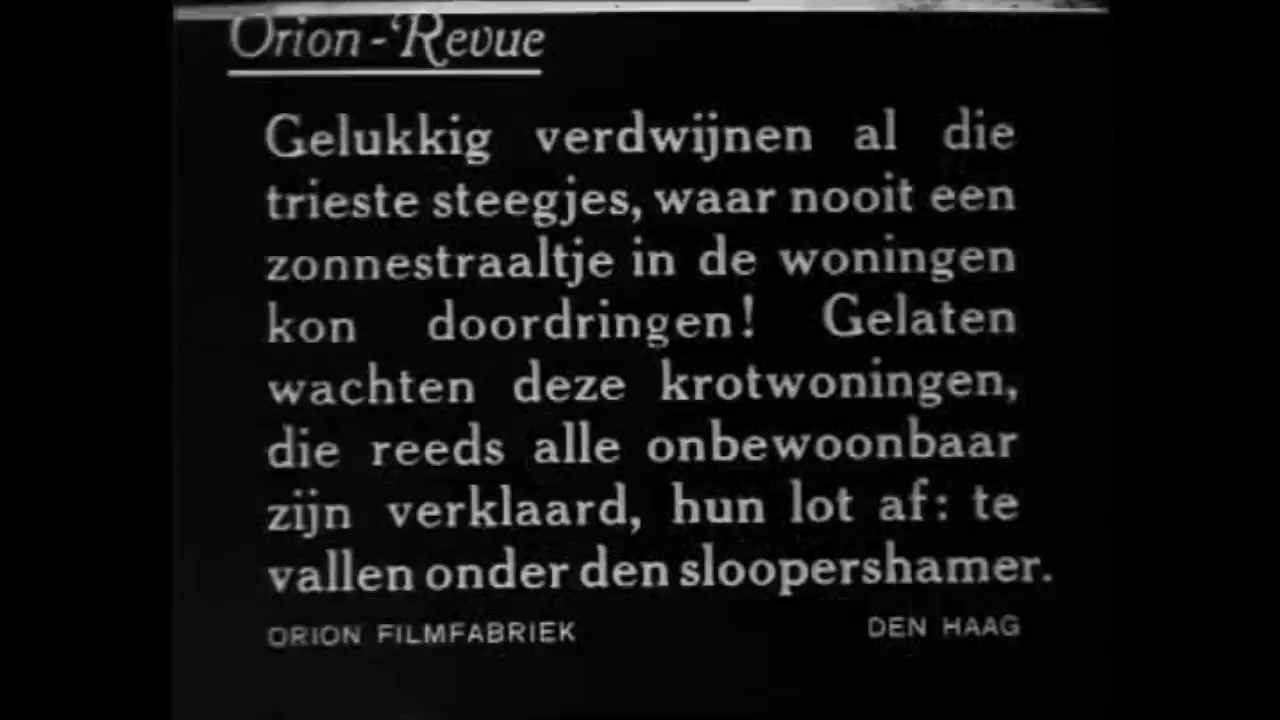 Orion-Revue
Gelukkig verdwijnen al die
trieste steegjes, waar nooit een
zonnestraaltje in de woningen
kon doordringen! Gelaten
wachten deze krotwoningen,
die reeds alle onbewoonbaar
zijn verklaard, hun lot af: te
vallen onder den sloopershamer.
ORION FILMFABRIEK DEN HAAG